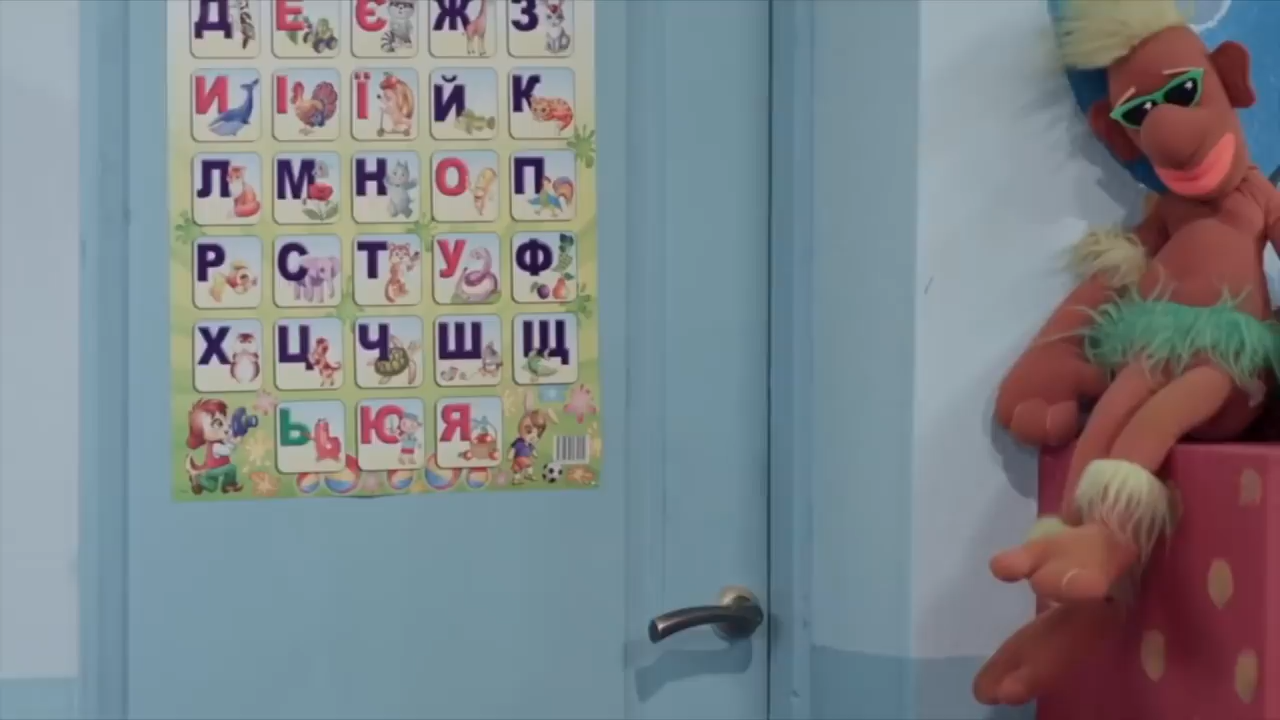 Д Е Є Ж З
И І Ї Й К
Л М Н О П
Р С Т У Ф
Х Ц Ч Ш Щ
Ь Ю Я